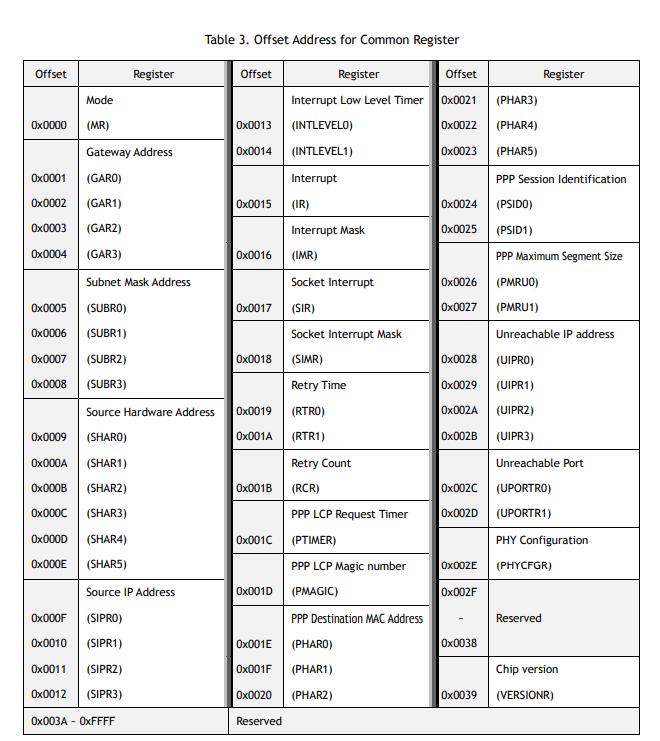 Table 3. Offset Address for Common Register
Offset Register
Mode
0x0000 (MR)
Gateway Address
0x0001 (GAR0)
0x0002 (GAR1)
0x0003 (GAR2)
0x0004 (GAR3)
Subnet Mask Address
0x0005 (SUBR0)
0x0006 (SUBR1)
0x0007 (SUBR2)
0x0008 (SUBR3)
Source Hardware Address
0x0009 (SHAR0)
0x000A (SHAR1)
0x000B (SHAR2)
0x000C (SHAR3)
0x000D (SHAR4)
0x000E (SHAR5)
Source IP Address
0x000F (SIPR0)
0x0010 (SIPR1)
0x0011 (SIPR2)
0x0012 (SIPR3)
Offset Register
Interrupt Low Level Timer
0x0013 (INTLEVEL0)
0x0014 (INTLEVEL1)
Interrupt
0x0015 (IR)
Interrupt Mask
0x0016 (IMR)
Socket Interrupt
0x0017 (SIR)
Socket Interrupt Mask
0x0018 (SIMR)
Retry Time
0x0019 (RTR0)
0x001A (RTR1)
Retry Count
0x001B (RCR)
PPP LCP Request Timer
0x001C (PTIMER)
PPP LCP Magic number
0x001D (PMAGIC)
PPP Destination MAC Address
0x001E (PHAR0)
0x001F (PHAR1)
0x0020 (PHAR2)
Offset Register
0x0021 (PHAR3)
0x0022 (PHAR4)
0x0023 (PHAR5)
PPP Session Identification
0x0024 (PSID0)
0x0025 (PSID1)
PPP Maximum Segment Size
0x0026 (PMRU0)
0x0027 (PMRU1)
Unreachable IP address
0x0028 (UIPR0)
0x0029 (UIPR1)
0x002A (UIPR2)
0x002B (UIPR3)
Unreachable Port
0x002C (UPORTR0)
0x002D (UPORTR1)
PHY Configuration
0x002E (PHYCFGR)
0x002F
~ Reserved
0x0038
Chip version
0x0039 (VERSIONR)
0x003A ~ 0xFFFF Reserved